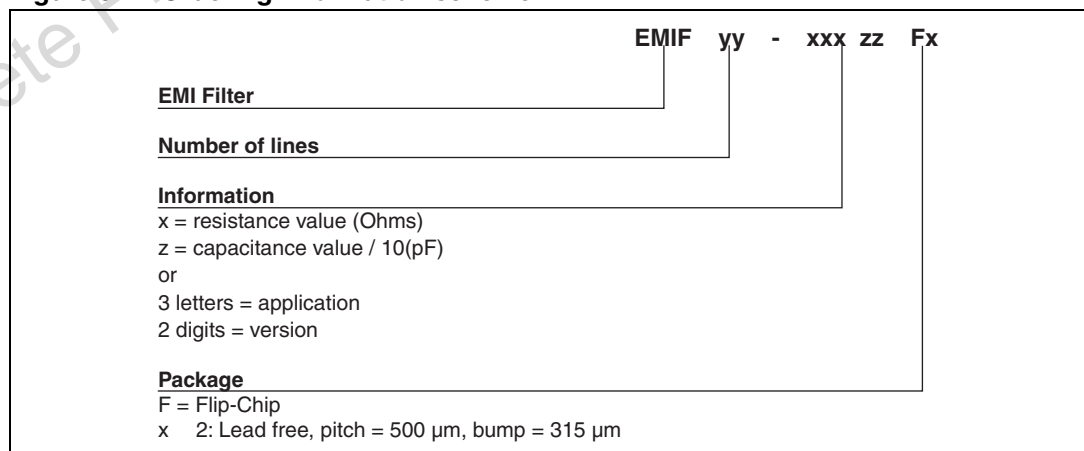 EMIF yy - xxx zz Fx
EMI Filter
Number of lines
Information
x = resistance value (Ohms)
z = capacitance value / 10(pF)
or
3 letters = application
2 digits = version
Package
F = Flip-Chip
x 2: Lead free, pitch = 500 µm, bump = 315 µm